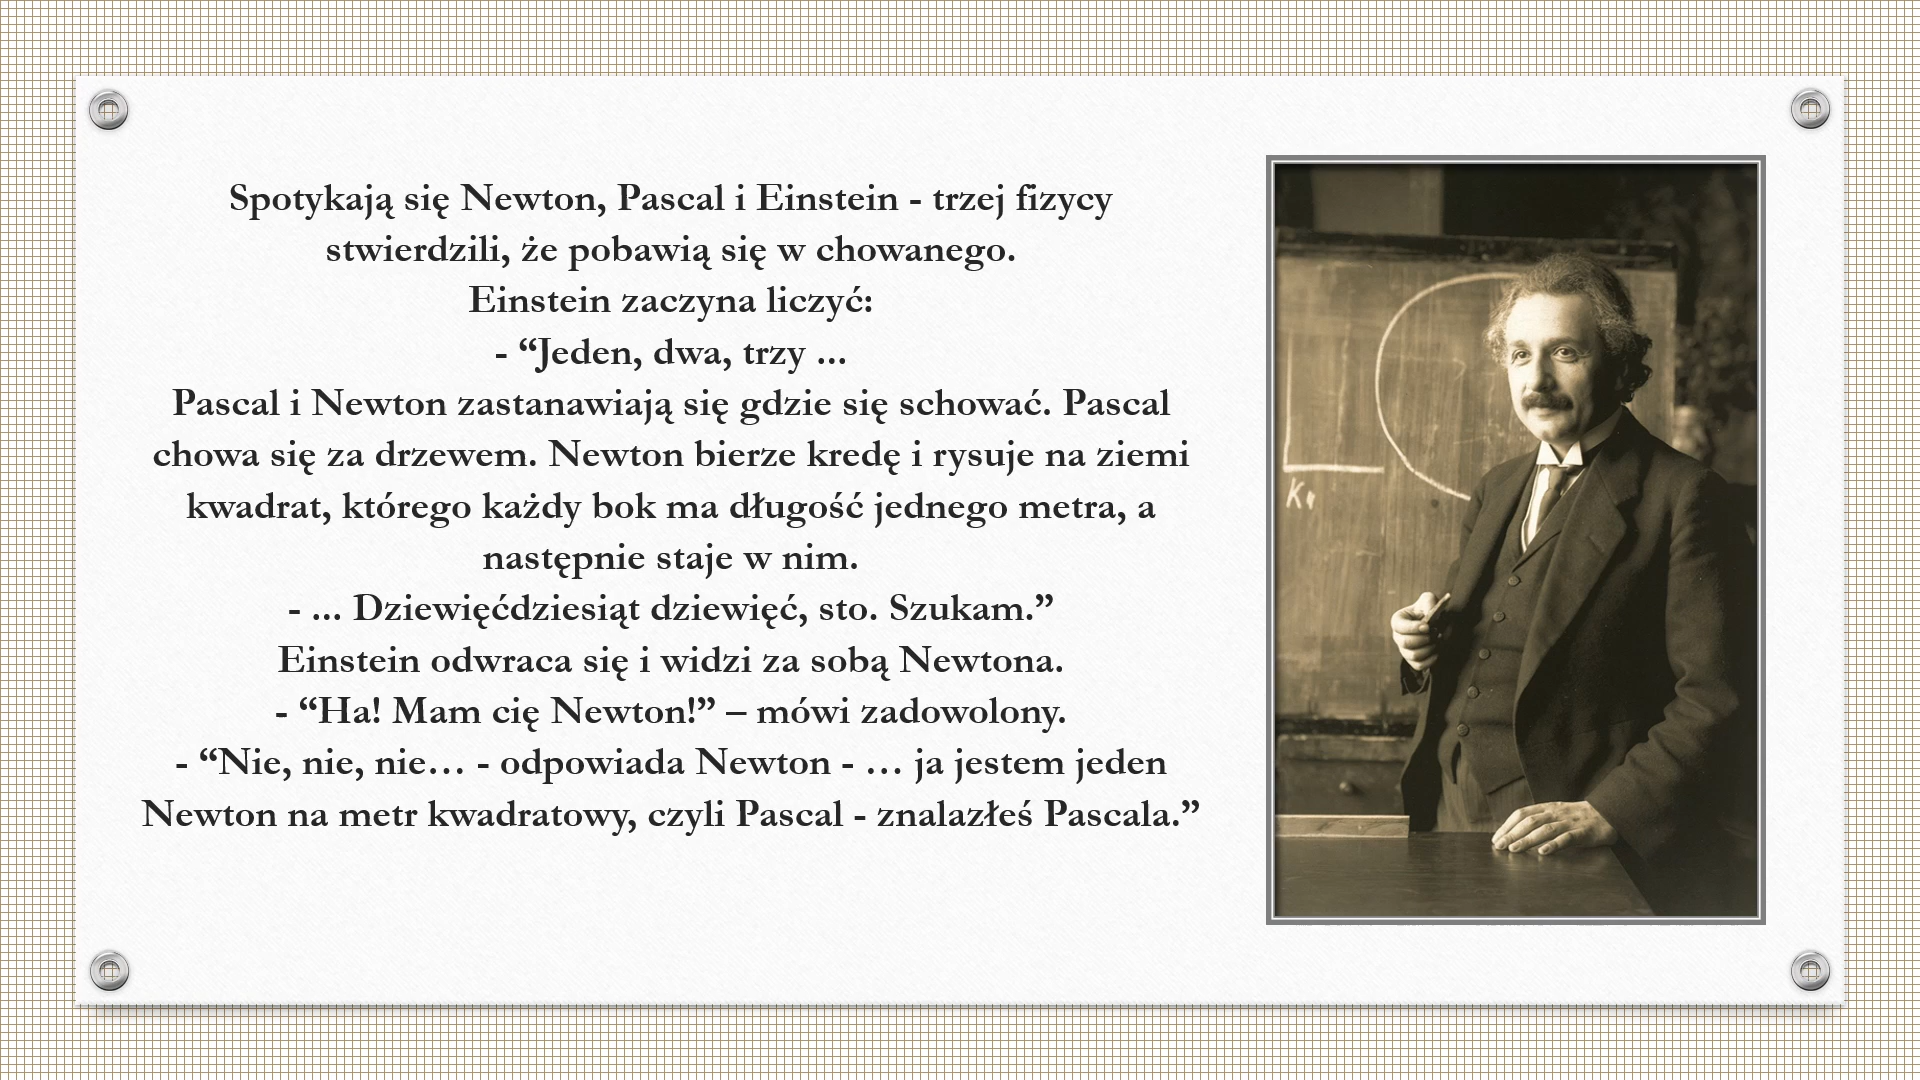 Spotykają się Newton, Pascal i Einstein - trzej fizycy
stwierdzili, że pobawią się w chowanego.
Einstein zaczyna liczyć:
- “Jeden, dwa, trzy ...
Pascal i Newton zastanawiają się gdzie się schować. Pascal
chowa się za drzewem. Newton bierze kredę i rysuje na ziemi
kwadrat, którego każdy bok ma długość jednego metra, a
następnie staje w nim.
- ... Dziewięćdziesiąt dziewięć, sto. Szukam.”
Einstein odwraca się i widzi za sobą Newtona.
- “Ha! Mam cię Newton!” – mówi zadowolony.
- “Nie, nie, nie… - odpowiada Newton - … ja jestem jeden
Newton na metr kwadratowy, czyli Pascal - znalazłeś Pascala.”